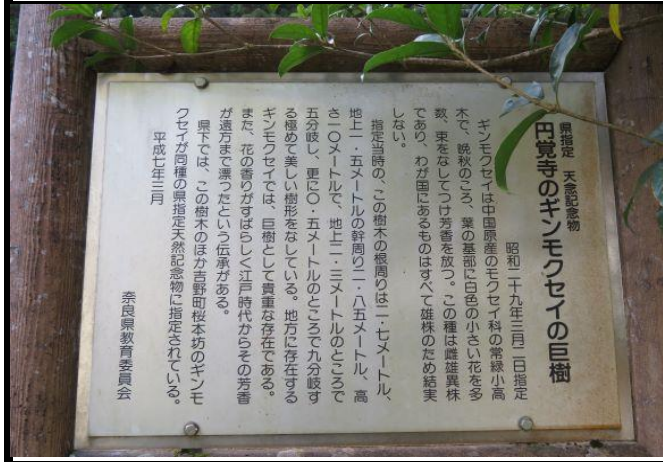 県指定　天念記念物
円覚寺のギンモクセイの巨樹
昭和二十九年三月二日指定
ギンモクセイは中国原産のモクセイ科の常緑小高
木で、晩秋のころ、葉の基部に白色の小さい花を多
数、束をなしてつけ芳香を放つ。この種は雌雄異株
であり、わが国にあるものはすべて雄株のため結実
しない。
指定当時の、この樹木の根周りは二・七メートル、
地上一・五メートルの幹周り二・八五メートル、高
さ一〇メートルで、地上二・三メートルのところで
五分岐し、更に〇・五メートルのところで九分岐す
る極めて美しい樹形をなしている。地方に存在する
ギンモクセイでは、巨樹として貴重な存在である。
また、花の香りがすばらしく江戸時代からその芳香
が遠方まで漂つたという伝承がある。
県下では、この樹木のほか吉野町桜本坊のギンモ
クセイが同種の県指定天然記念物に指定されている。
平成七年三月
奈良県教育委員会